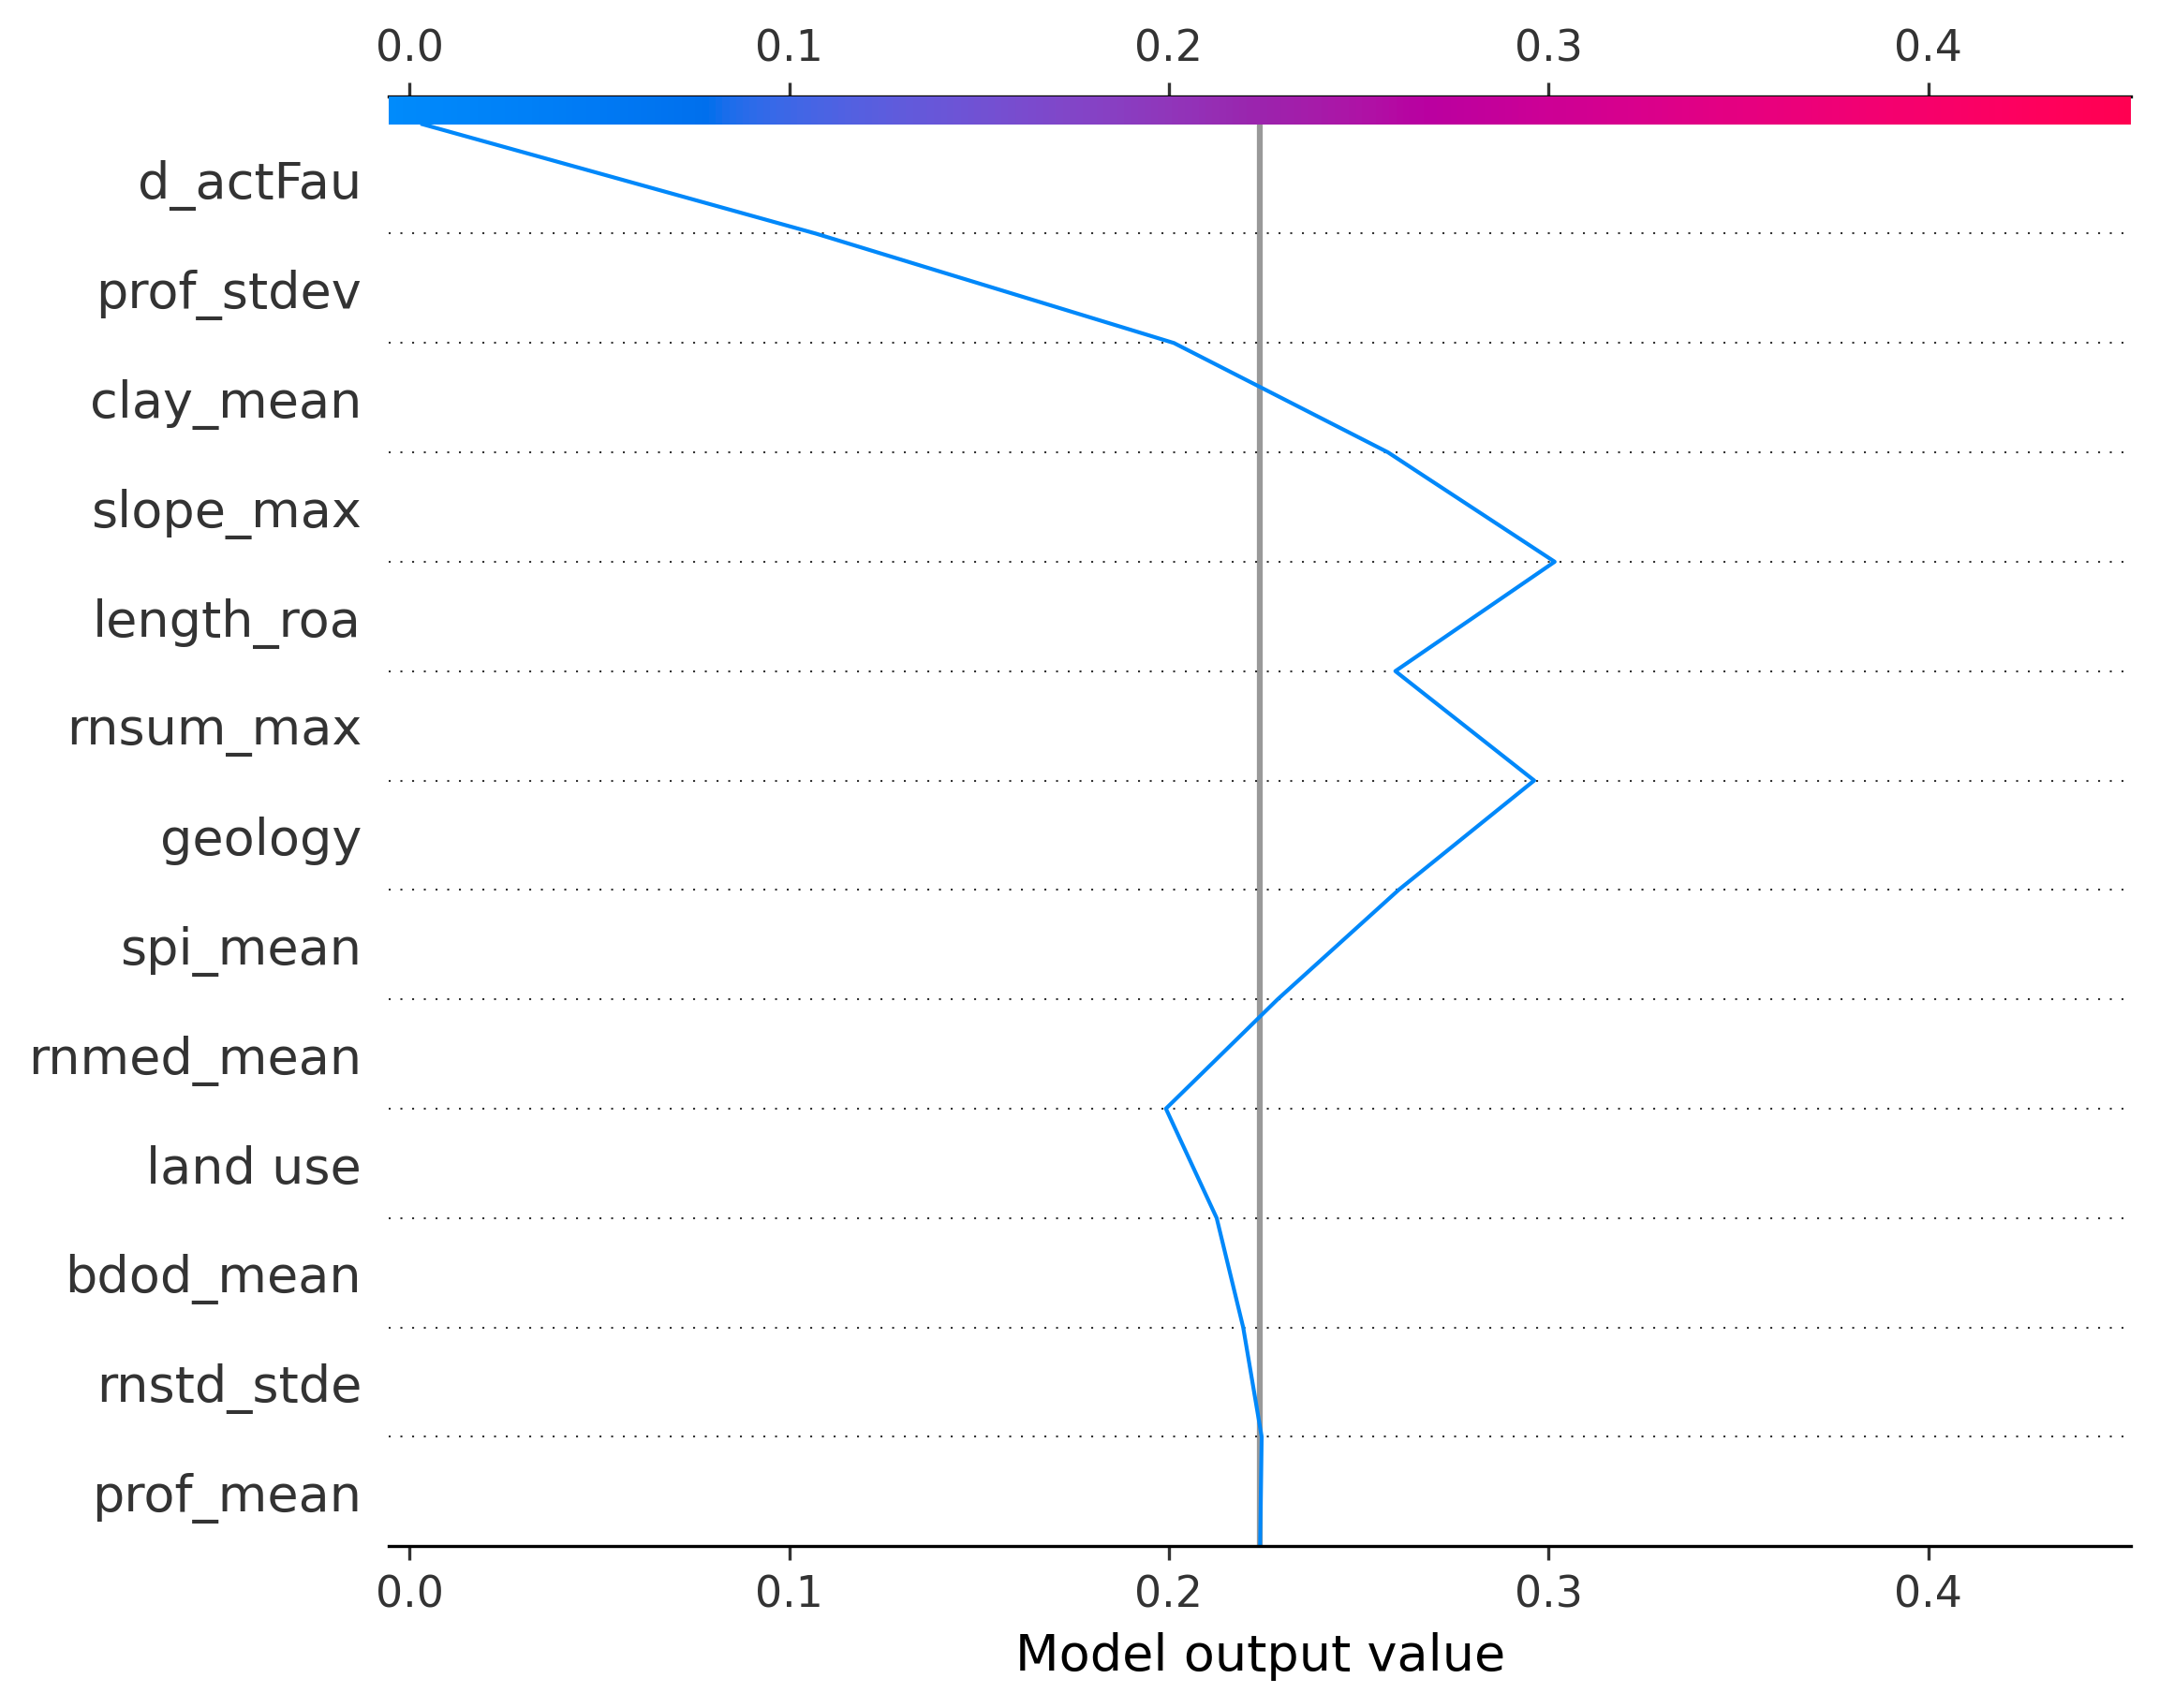 0.0 0.1 0.2 0.3 0.4
d_actFau
prof_stdev
clay_mean
slope_max
length_roa
rnsum_max
geology
spi_mean
rnmed_mean
land use
bdod_mean
rnstd_stde
prof_mean
0.0 0.1 0.2 0.3 0.4
Model output value